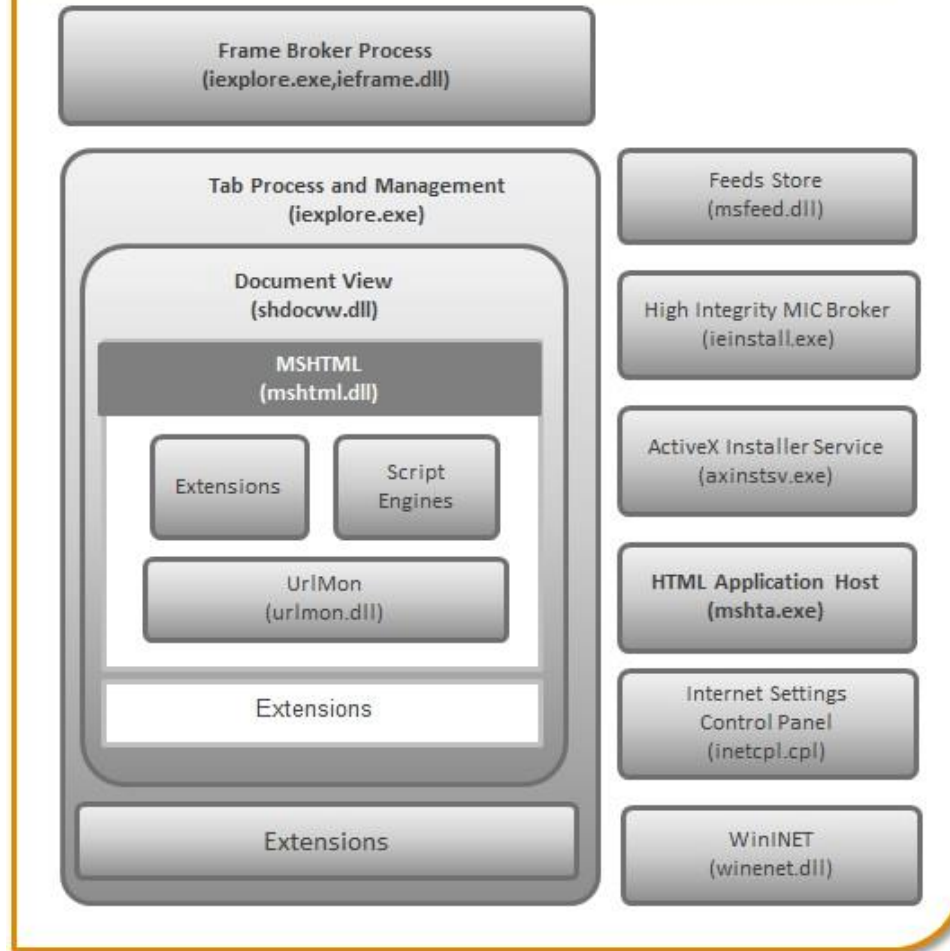 Frame Broker Process
(iexplore.exe,ieframe.dll)
Tab Process and Management
(iexplore.exe)
Document View
(shdocvw.dll)
MSHTML
(mshtml.dll)
Extensions
Script
Engines
UrlMon
(urlmon.dll)
Extensions
Extensions
Feeds Store
(msfeed.dll)
High Integrity MIC Broker
(ieinstall.exe)
ActiveX Installer Service
(axinstsv.exe)
HTML Application Host
(mshta.exe)
Internet Settings
Control Panel
(inetcpl.cpl)
WinINET
(winenet.dll)